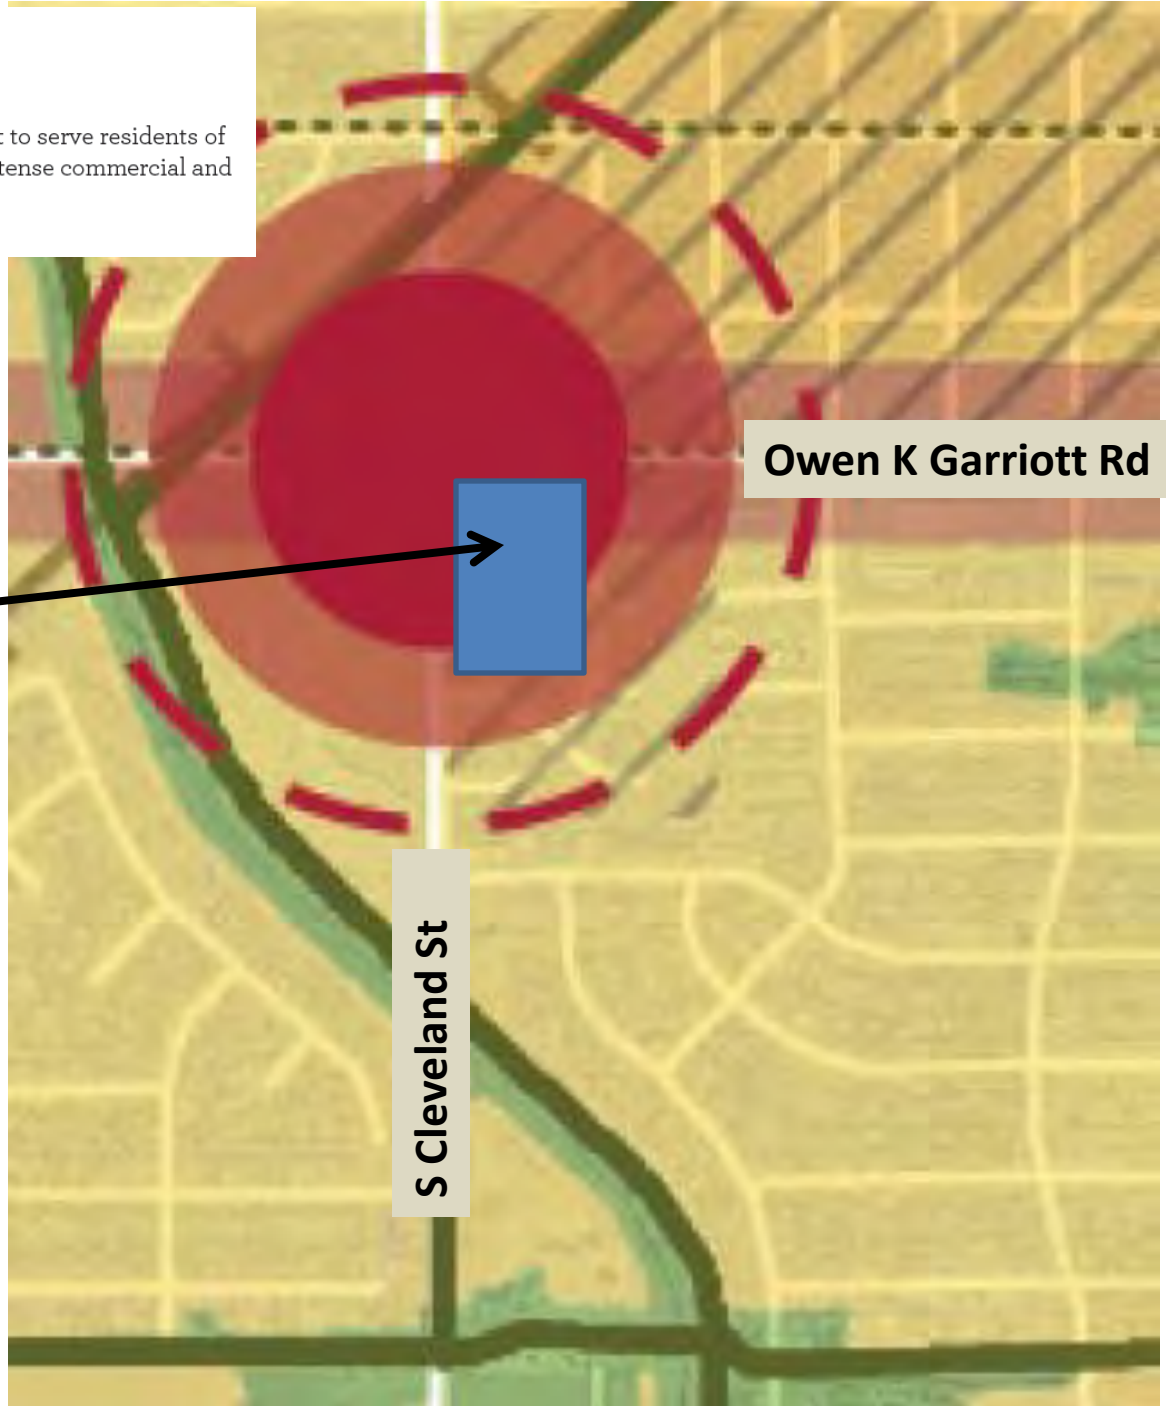 to serve residents of
tense commercial and
Owen K Garriott Rd
S Cleveland St